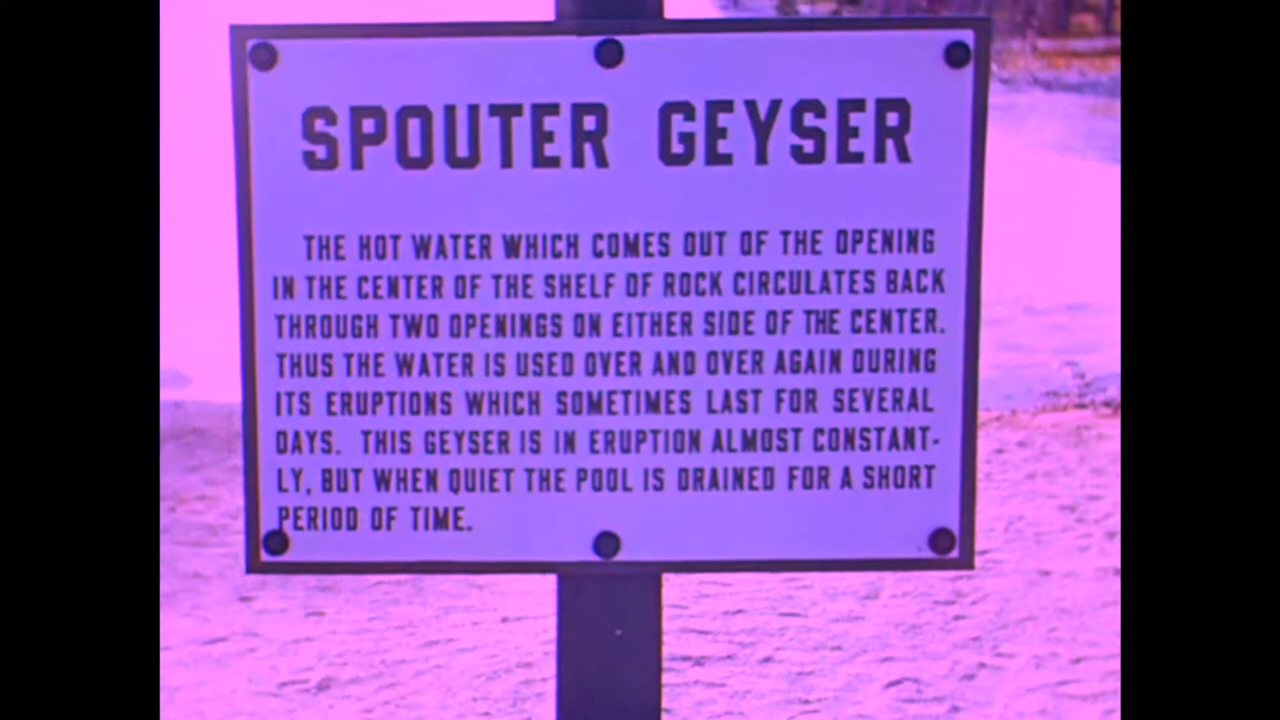 SPOUTER GEYSER
THE HOT WATER WHICH COMES OUT OF THE OPENING
IN THE CENTER OF THE SHELF OF ROCK CIRCULATES BACK
THROUGH TWO OPENINGS ON EITHER SIDE OF THE CENTER.
THUS THE WATER IS USED OVER AND OVER AGAIN DURING
ITS ERUPTIONS WHICH SOMETIMES LAST FOR SEVERAL
DAYS. THIS GEYSER IS IN ERUPTION ALMOST CONSTANT-
LY, BUT WHEN QUIET THE POOL IS DRAINED FOR A SHORT
PERIOD OF TIME.